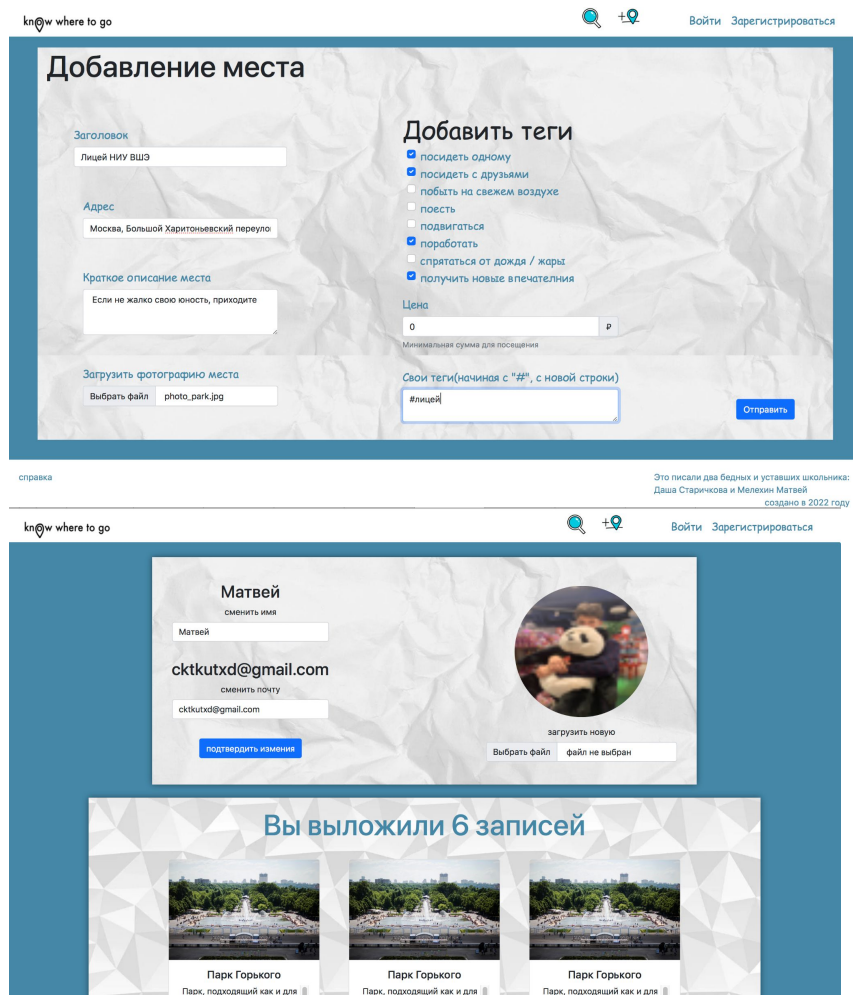 know where to go
Войти Зарегистрироваться
Добавление места
Заголовок
Лицей НИУ ВШЭ
Адрес
Москва, Большой Харитоньевский переуло
Краткое описание места
Если не жалко свою юность, приходите
Загрузить фотографию места
Выбрать файл photo_park.jpg
Добавить теги
посидеть одному
посидеть с друзьями
побыть на свежем воздухе
поесть
подвигаться
поработать
спрятаться от дождя / жары
получить новые впечателния
Цена
0 ₽
Минимальная сумма для посещения
Свои теги(начиная с "#", с новой строки)
#лицей
Отправить
справка
Это писали два бедных и уставших школьника:
Даша Старичкова и Мелехин Матвей
создано в 2022 году
know where to go
Войти Зарегистрироваться
Матвей
сменить имя
Матвей
cktkutxd@gmail.com
сменить почту
cktkutxd@gmail.com
подтвердить измения
загрузить новую
Выбрать файл файл не выбран
Вы выложили 6 записей
Парк Горького
Парк, подходящий как и для
Парк Горького
Парк, подходящий как и для
Парк Горького
Парк, подходящий как и для